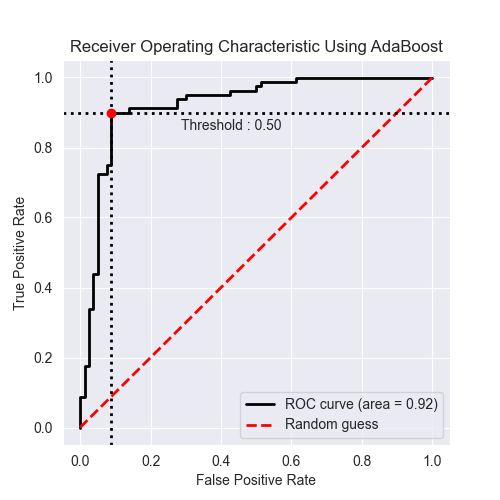 Receiver Operating Characteristic Using AdaBoost
1.0
0.8
0.6
0.4
0.2
0.0
True Positive Rate
Threshold : 0.50
ROC curve (area = 0.92)
Random guess
0.0 0.2 0.4 0.6 0.8 1.0
False Positive Rate